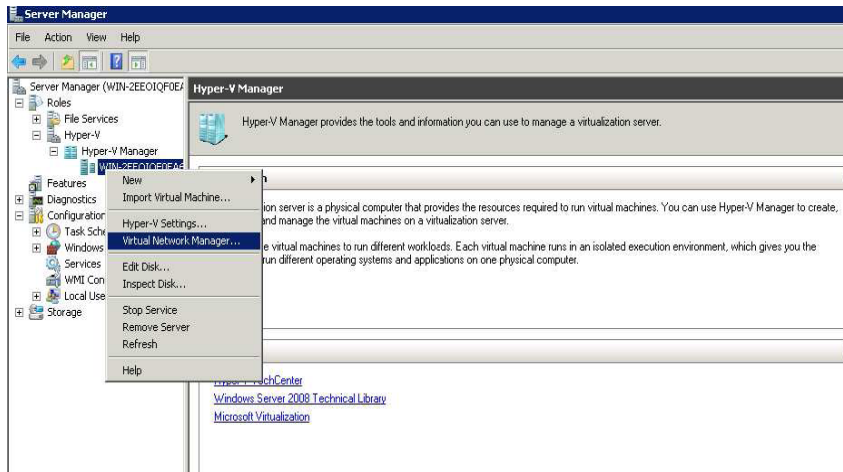 Server Manager
File Action View Help
Server Manager (WIN-2EEOIQF0E
Roles
File Services
Hyper-V
Hyper-V Manager
WIN-2EEOIQF0EA6
Features
Diagnostics
Configuration
Task Sche
Windows
Services
WMI Con
Local Use
Storage
New
Import Virtual Machine...
Hyper-V Settings...
Virtual Network Manager...
Edit Disk...
Inspect Disk...
Stop Service
Remove Server
Refresh
Help
Hyper-V Manager
Hyper-V Manager provides the tools and information you can use to manage a virtualization server.
ion server is a physical computer that provides the resources required to run virtual machines. You can use Hyper-V Manager to create,
and manage the virtual machines on a virtualization server.
e virtual machines to run different workloads. Each virtual machine runs in an isolated execution environment, which gives you the
run different operating systems and applications on one physical computer.
Hyper-V TechCenter
Windows Server 2008 Technical Library
Microsoft Virtualization